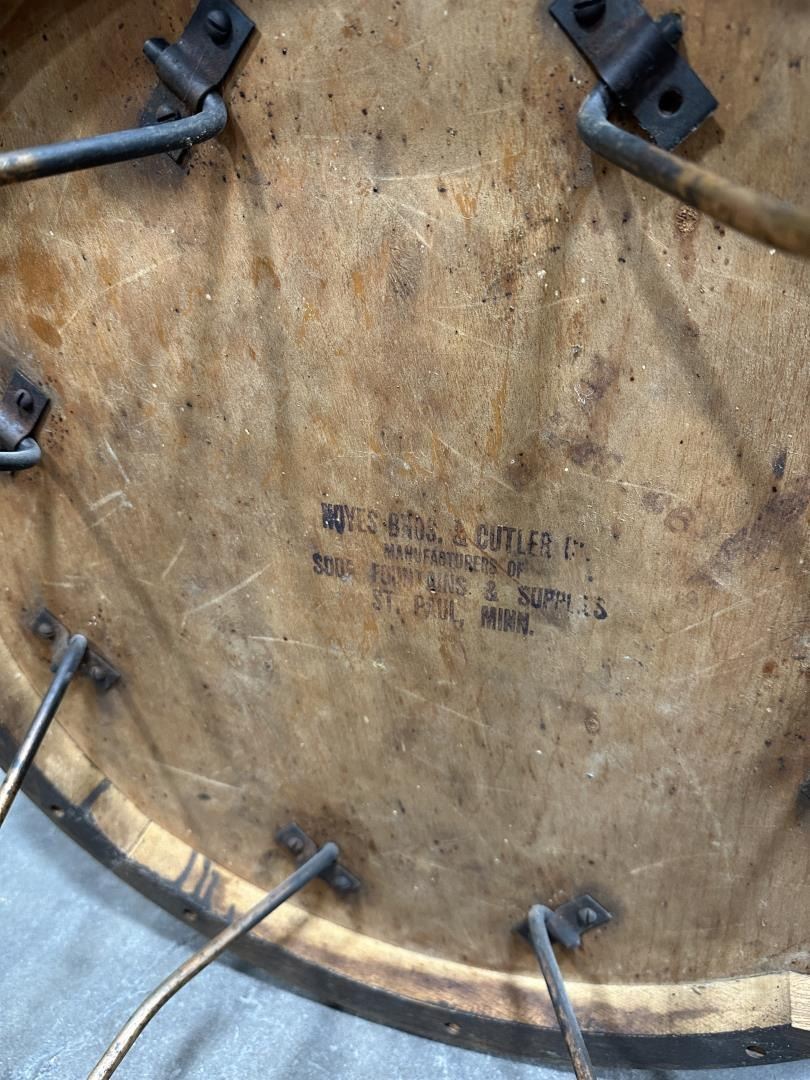 NOYES BROS. & CUTLER
MANUFACTURERS OF
SODA FOUNTAINS & SUPPLIES
ST. PAUL, MINN.